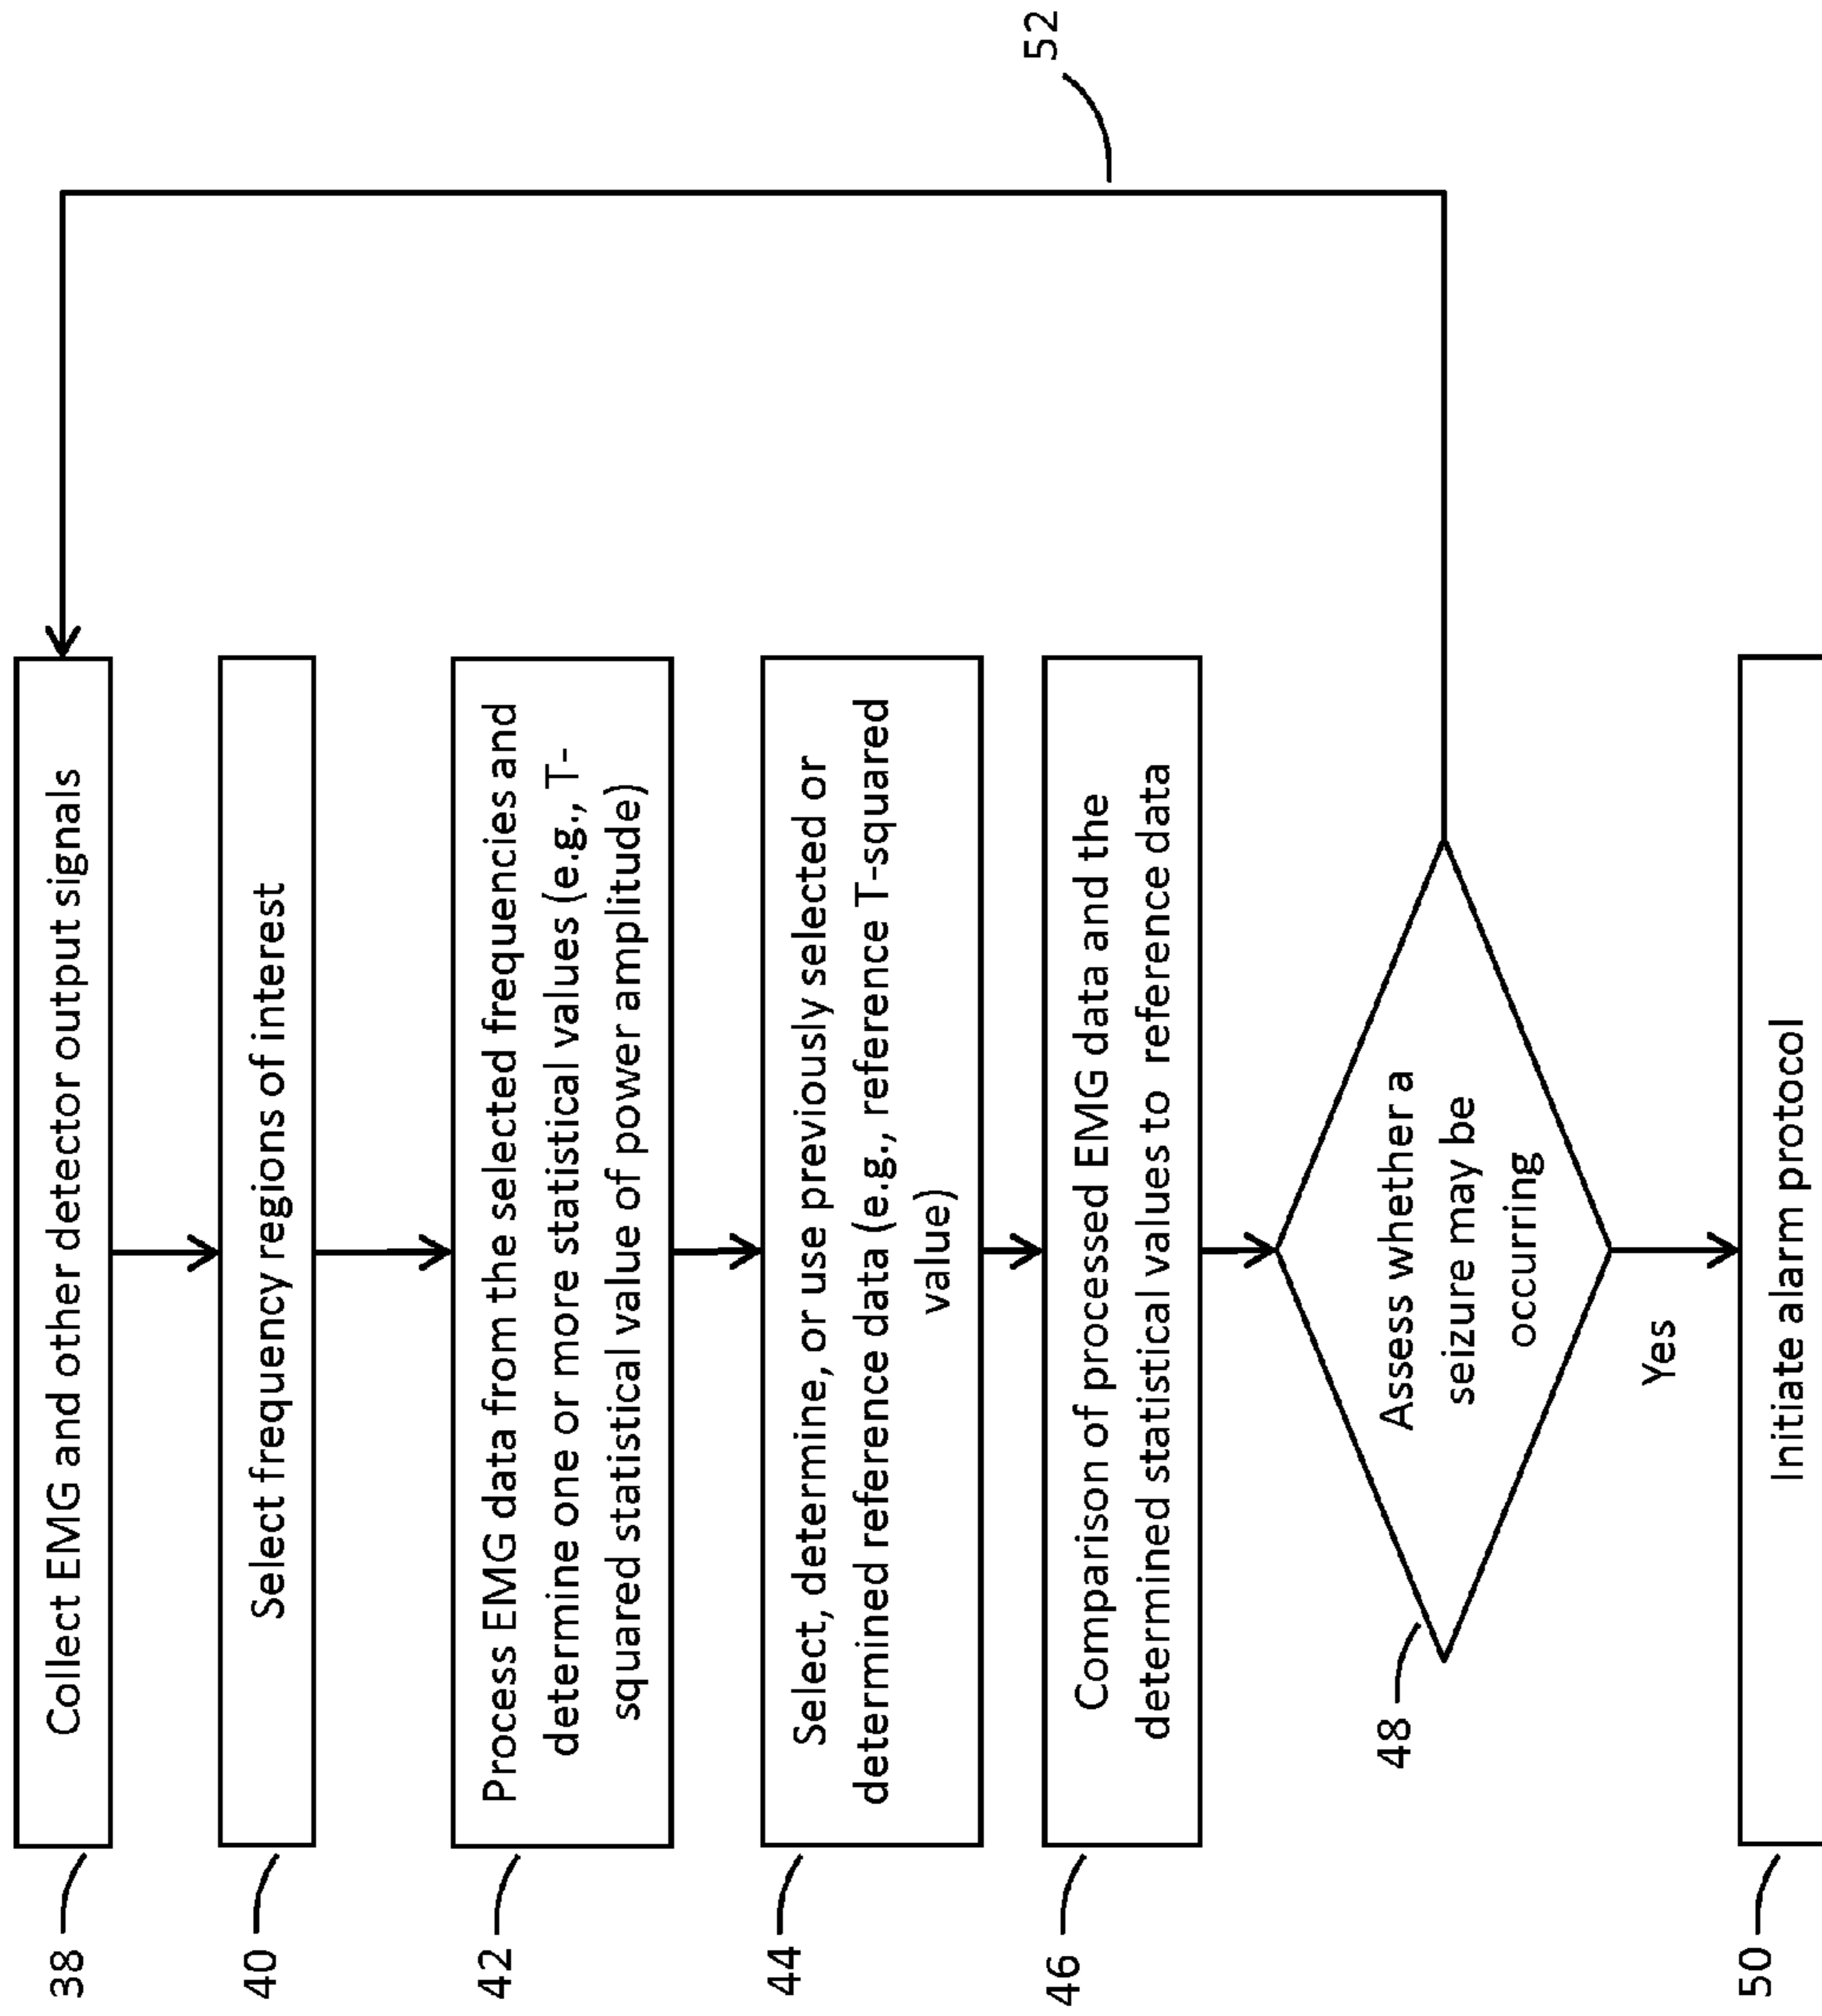 38
Collect EMG and other detector output signals
40
Select frequency regions of interest
42
Process EMG data from the selected frequencies and
determine one or more statistical values (e.g., T-
squared statistical value of power amplitude)
44
Select, determine, or use previously selected or
determined reference data (e.g., reference T-squared
value)
46
Comparison of processed EMG data and the
determined statistical values to reference data
52
48
Assess whether a
seizure may be
occurring
Yes
50
Initiate alarm protocol